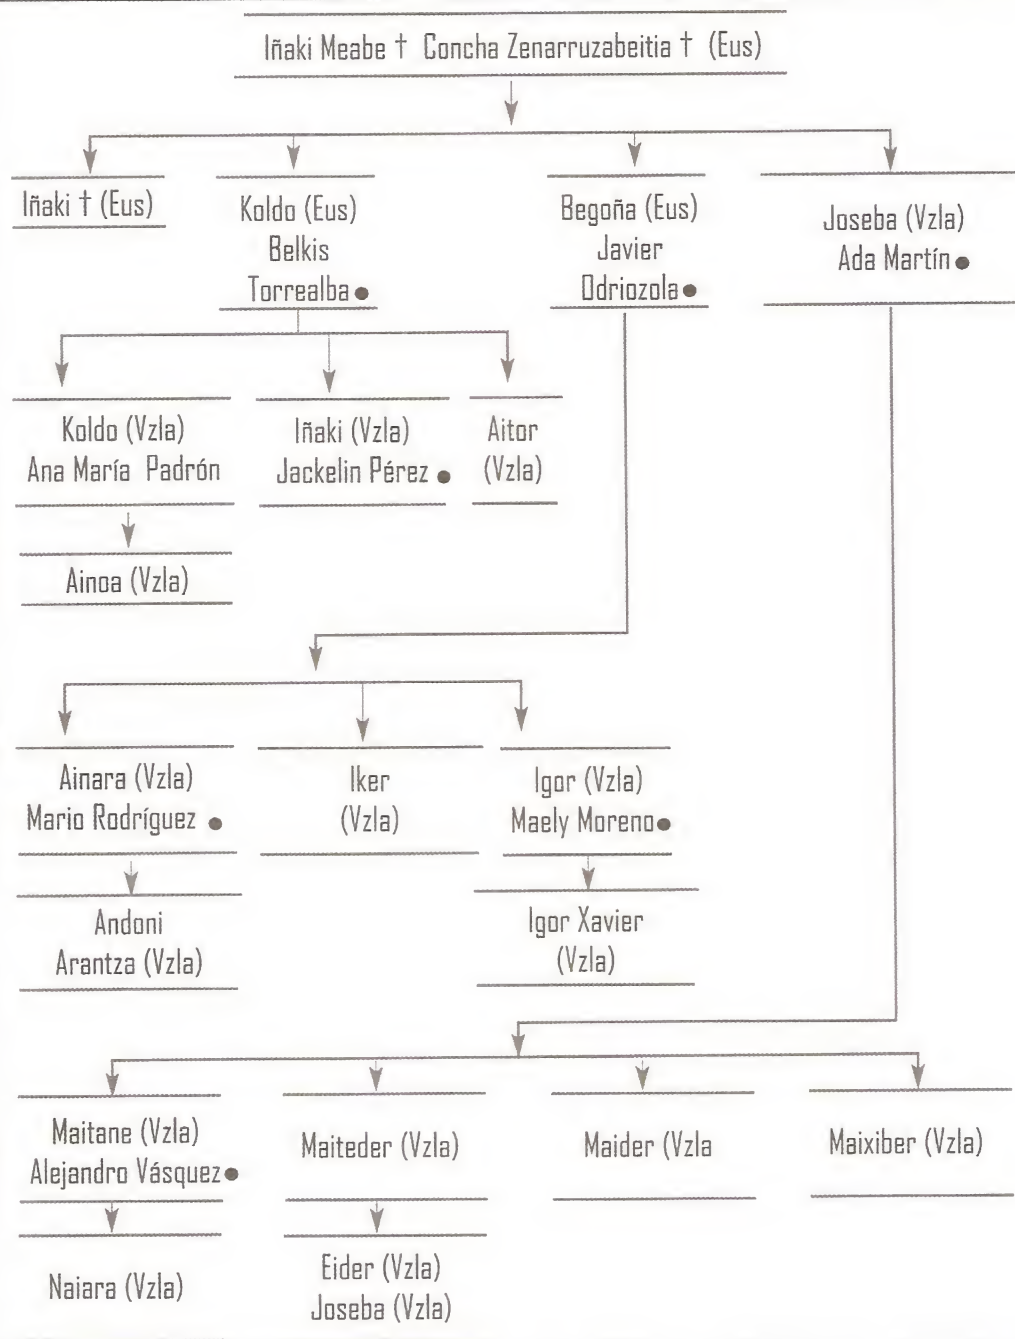 Iñaki Meabe † Concha Zenarruzabeitia † (Eus)
Iñaki † (Eus)
Koldo (Eus)
Belkis
Torrealba ●
Begoña (Eus)
Javier
Odriozola ●
Joseba (Vzla)
Ada Martín ●
Koldo (Vzla)
Ana María Padrón
Iñaki (Vzla)
Jackelin Pérez ●
Aitor
(Vzla)
Ainoa (Vzla)
Ainara (Vzla)
Mario Rodríguez ●
Iker
(Vzla)
Igor (Vzla)
Maely Moreno ●
Andoni
Arantza (Vzla)
Igor Xavier
(Vzla)
Maitane (Vzla)
Alejandro Vásquez ●
Maiteder (Vzla)
Maider (Vzla
Maixiber (Vzla)
Naiara (Vzla)
Eider (Vzla)
Joseba (Vzla)